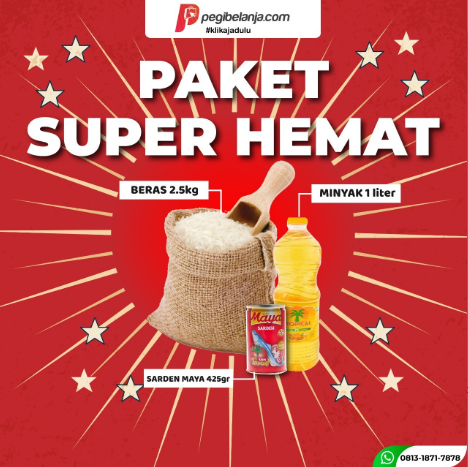 pegibelanja.com
#klikajadulu
PAKET
SUPER HEMAT
BERAS 2.5kg
MINYAK 1 liter
Maya
SARDEN
SARDEN MAYA 425gr
0813-1871-7878